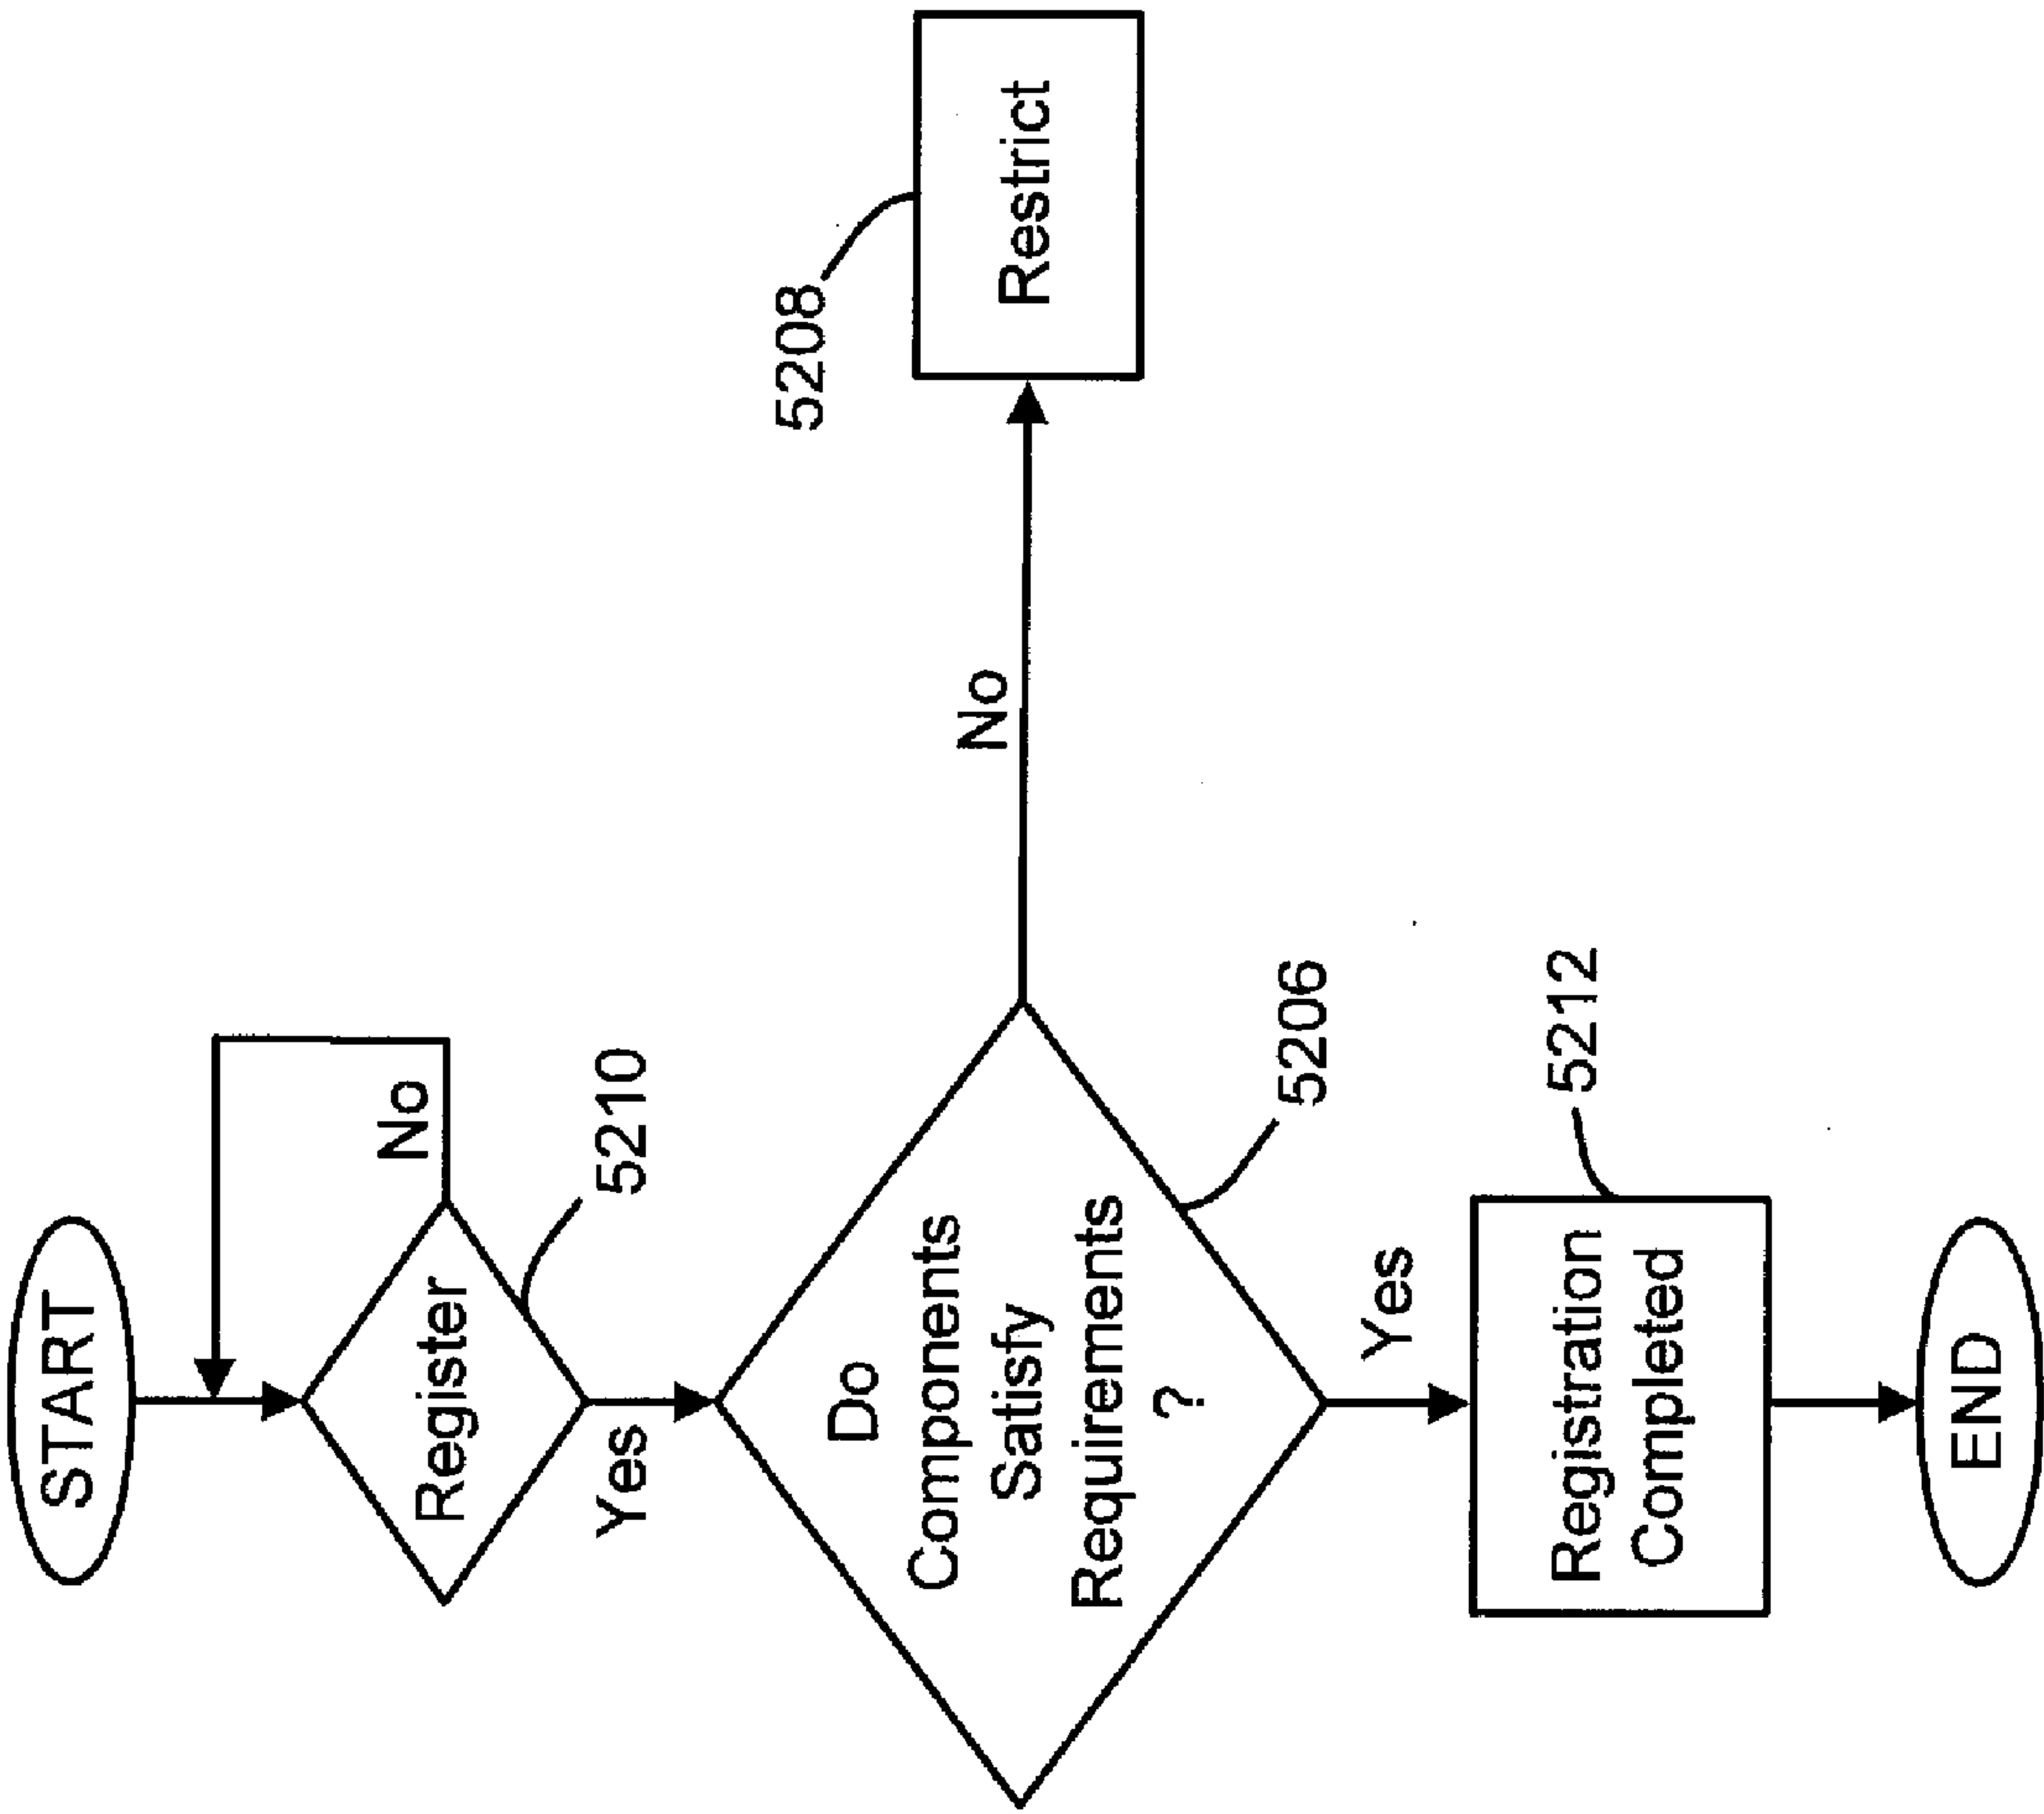 START
Register
No
5210
Yes
Do
Components
Satisfy
Requirements
?
5206
No
5208
Restrict
Yes
5212
Registration
Completed
END